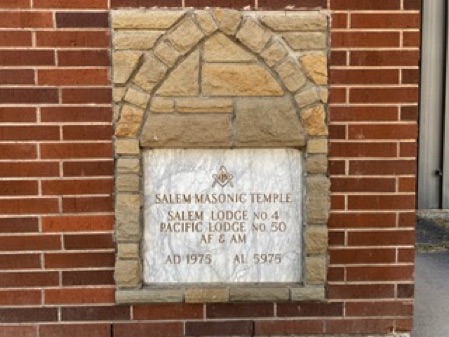 SALEM MASONIC TEMPLE
SALEM LODGE No 4
PACIFIC LODGE No. 50
AF & AM
AD 1975 AL 5975